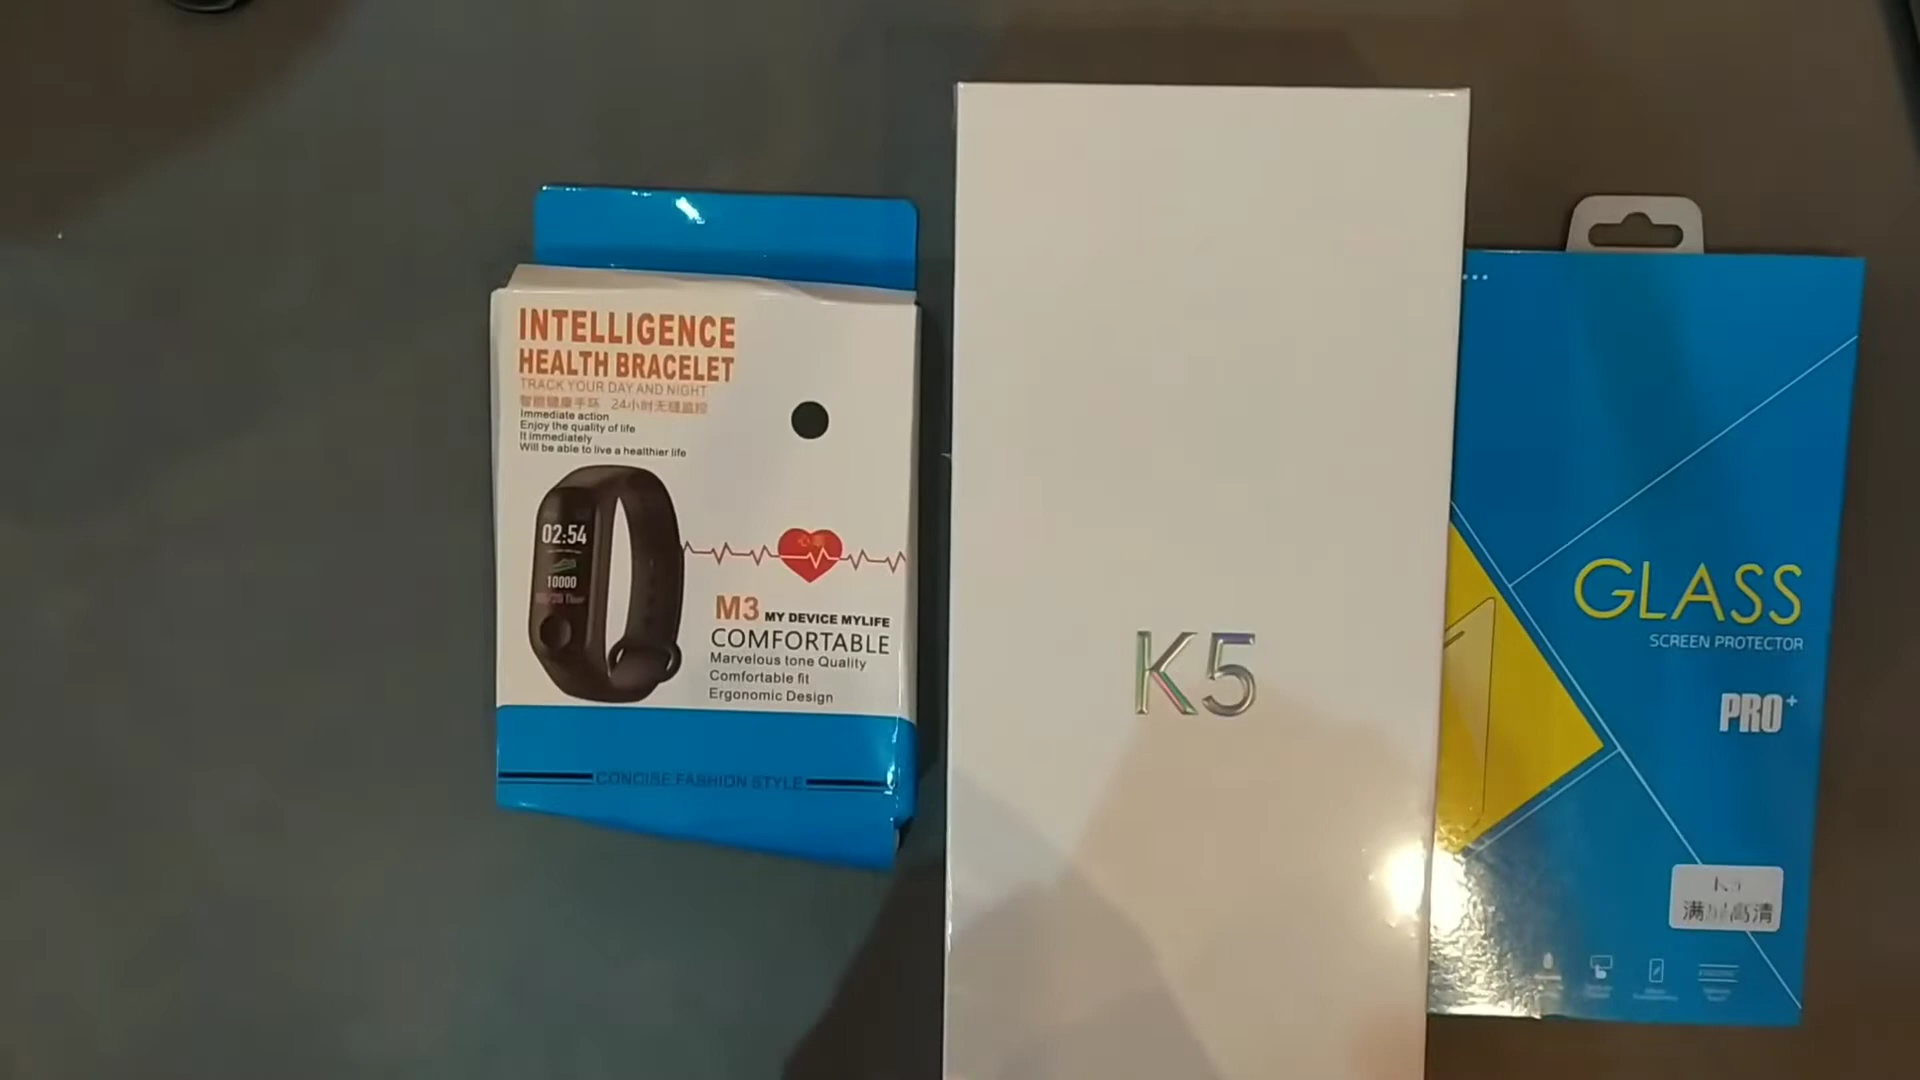 INTELLIGENCE
HEALTH BRACELET
TRACK YOUR DAY AND NIGHT
智能健康手环 24小时无缝监控
Immediate action
Enjoy the quality of life
It immediately
Will be able to live a healthier life
02:54
10000
M3 MY DEVICE MYLIFE
COMFORTABLE
Marvelous tone Quality
Comfortable fit
Ergonomic Design
CONCISE FASHION STYLE
K5
GLASS
SCREEN PROTECTOR
PRO+
K5
高清